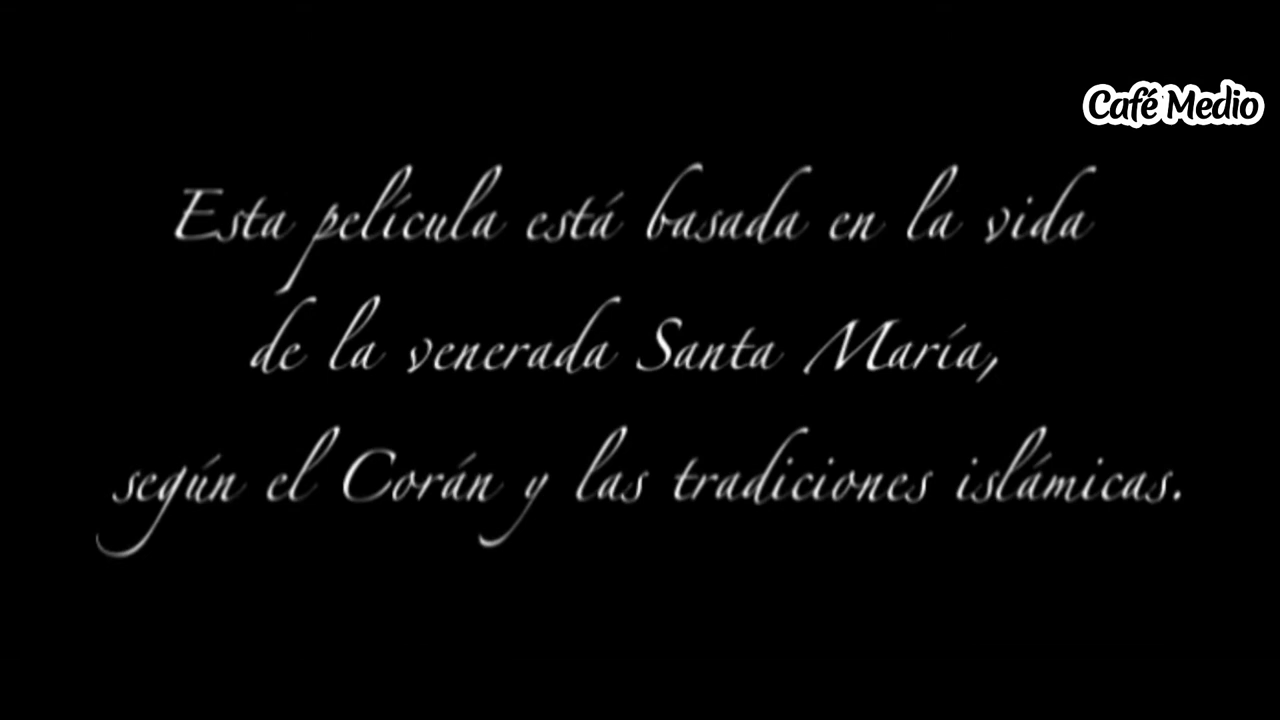 Café Medio
Esta película está basada en la vida
de la venerada Santa María,
según el Corán y las tradiciones islámicas.